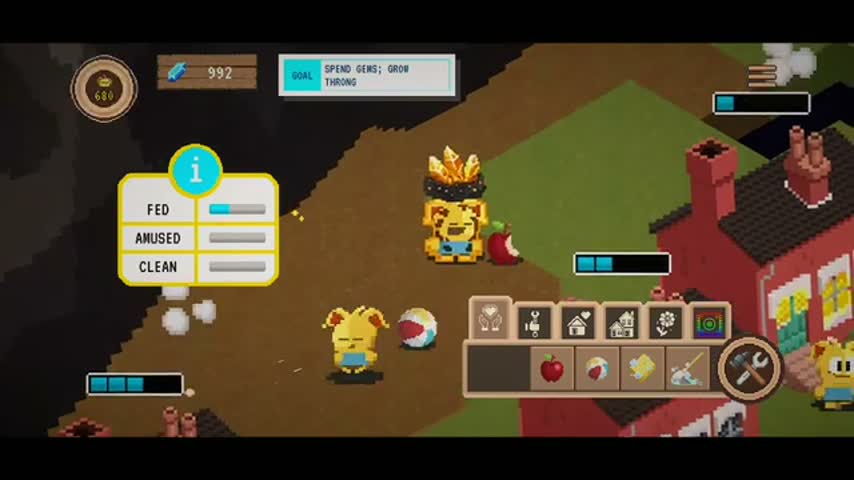 680
992
GOAL
SPEND GEMS; GROW
THRONG
i
FED
AMUSED
CLEAN